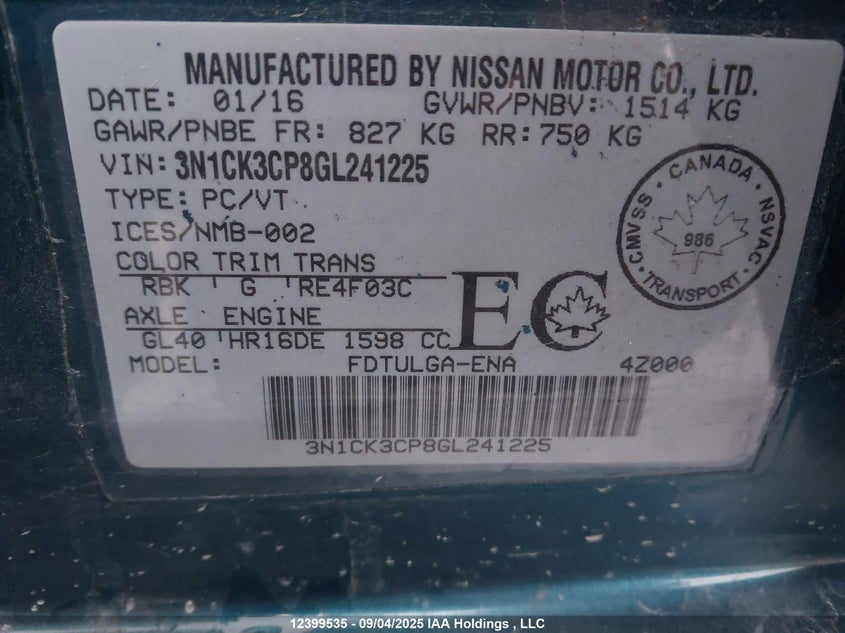 MANUFACTURED BY NISSAN MOTOR CO., LTD.
DATE: 01/16 GVWR/PNBV: 1514 KG
GAWR/PNBE FR: 827 KG RR: 750 KG
VIN: 3N1CK3CP8GL241225
TYPE: PC/VT
ICES/NMB-002
CANADA
CMVSS NSVAC
986
TRANSPORT
COLOR TRIM TRANS
RBK G RE4F03C
EC
AXLE ENGINE
GL40 HR16DE 1598 CC
MODEL: FDTULGA-ENA 4Z000
3N1CK3CP8GL241225
12399535 - 09/04/2025 IAA Holdings , LLC